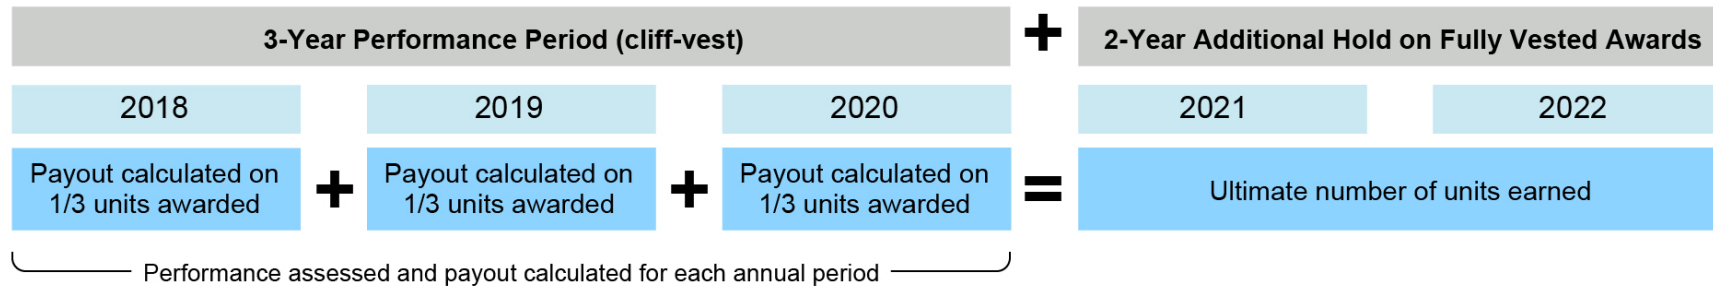 3-Year Performance Period (cliff-vest) + 2-Year Additional Hold on Fully Vested Awards
2018 2019 2020 2021 2022
Payout calculated on
1/3 units awarded
+
Payout calculated on
1/3 units awarded
+
Payout calculated on
1/3 units awarded
=
Ultimate number of units earned
Performance assessed and payout calculated for each annual period